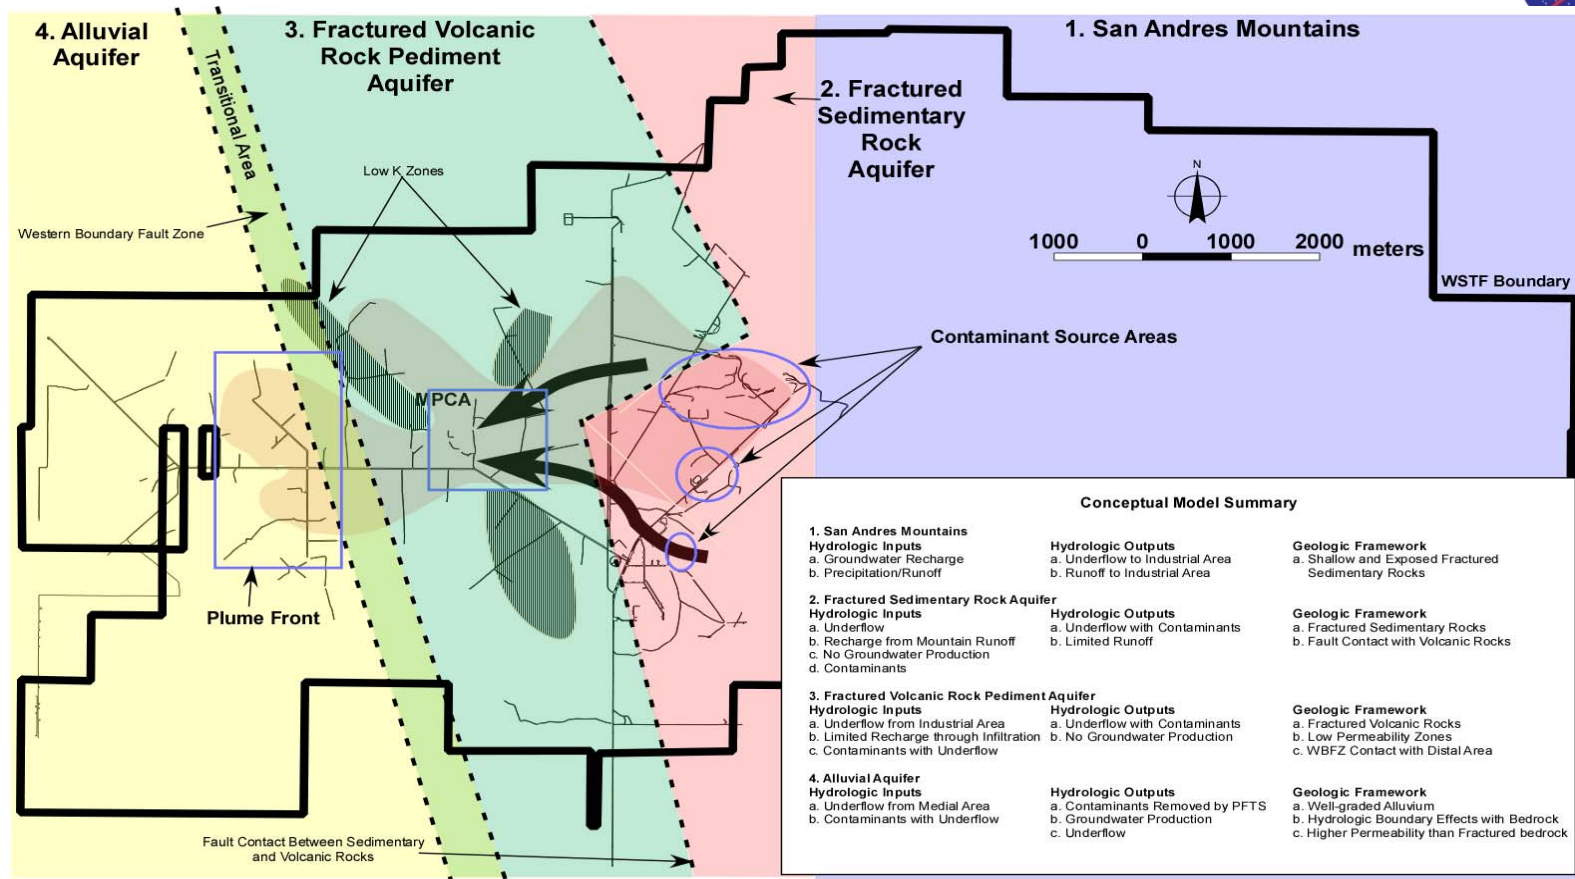 4. Alluvial
Aquifer
3. Fractured Volcanic
Rock Pediment
Aquifer
1. San Andres Mountains
Transitional Area
2. Fractured
Sedimentary
Rock
Aquifer
Low K Zones
N
Western Boundary Fault Zone
1000 0 1000 2000 meters
WSTF Boundary
Contaminant Source Areas
MPCA
Plume Front
Fault Contact Between Sedimentary
and Volcanic Rocks
Conceptual Model Summary
1. San Andres Mountains
Hydrologic Inputs Hydrologic Outputs Geologic Framework
a. Groundwater Recharge a. Underflow to Industrial Area a. Shallow and Exposed Fractured
b. Precipitation/Runoff b. Runoff to Industrial Area Sedimentary Rocks
2. Fractured Sedimentary Rock Aquifer
Hydrologic Inputs Hydrologic Outputs Geologic Framework
a. Underflow a. Underflow with Contaminants a. Fractured Sedimentary Rocks
b. Recharge from Mountain Runoff b. Limited Runoff b. Fault Contact with Volcanic Rocks
c. No Groundwater Production
d. Contaminants
3. Fractured Volcanic Rock Pediment Aquifer
Hydrologic Inputs Hydrologic Outputs Geologic Framework
a. Underflow from Industrial Area a. Underflow with Contaminants a. Fractured Volcanic Rocks
b. Limited Recharge through Infiltration b. No Groundwater Production b. Low Permeability Zones
c. Contaminants with Underflow c. WBFZ Contact with Distal Area
4. Alluvial Aquifer
Hydrologic Inputs Hydrologic Outputs Geologic Framework
a. Underflow from Medial Area a. Contaminants Removed by PFTS a. Well-graded Alluvium
b. Contaminants with Underflow b. Groundwater Production b. Hydrologic Boundary Effects with Bedrock
c. Underflow c. Higher Permeability than Fractured bedrock